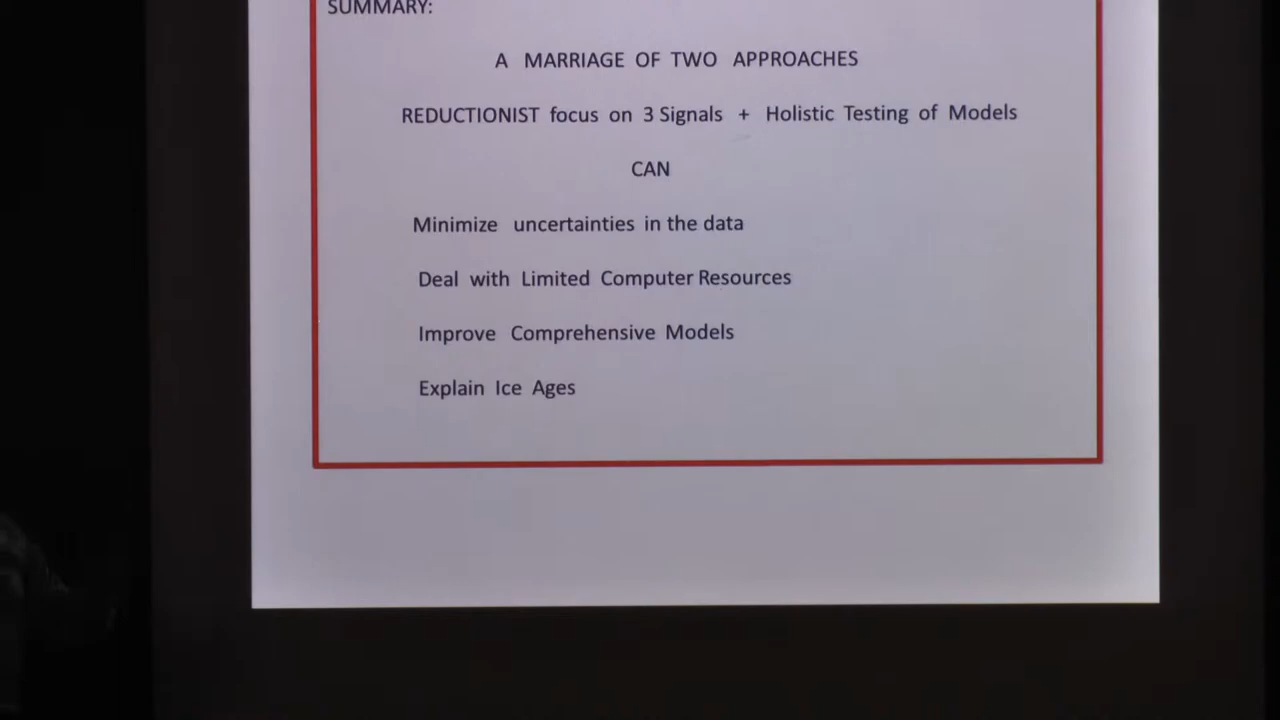 SUMMARY:
A MARRIAGE OF TWO APPROACHES
REDUCTIONIST focus on 3 Signals + Holistic Testing of Models
CAN
Minimize uncertainties in the data
Deal with Limited Computer Resources
Improve Comprehensive Models
Explain Ice Ages